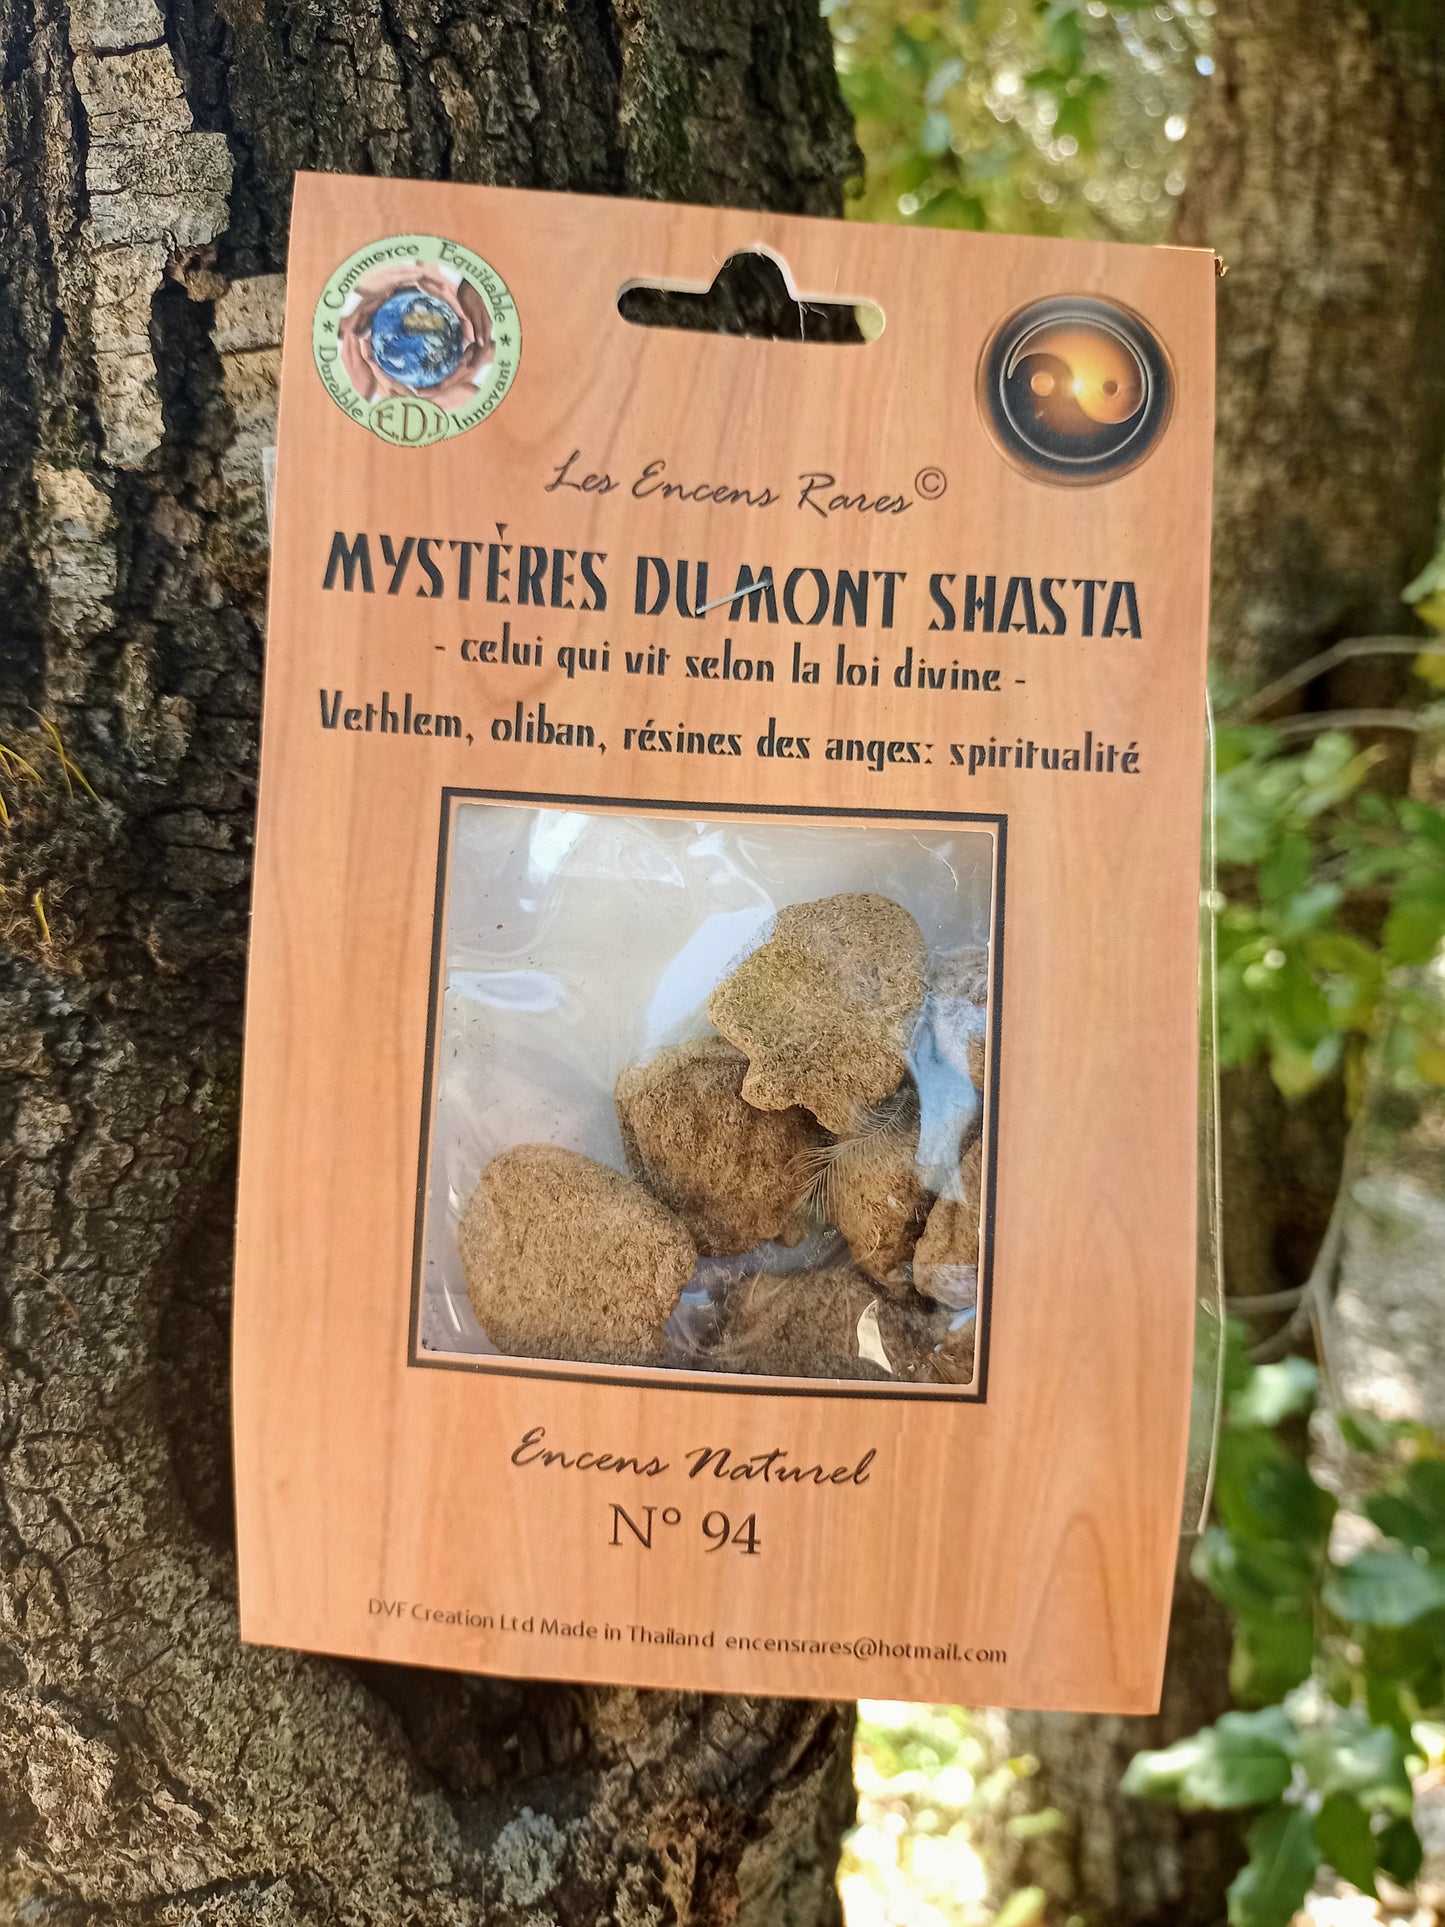 Commerce Equitable
* Durable E.D.I Innovant *
Les Encens Rares©
MYSTÈRES DU MONT SHASTA
- celui qui vit selon la loi divine -
Vethlem, oliban, résines des anges: spiritualité
Encens Naturel
N° 94
DVF Creation Ltd Made in Thailand encensrares@hotmail.com